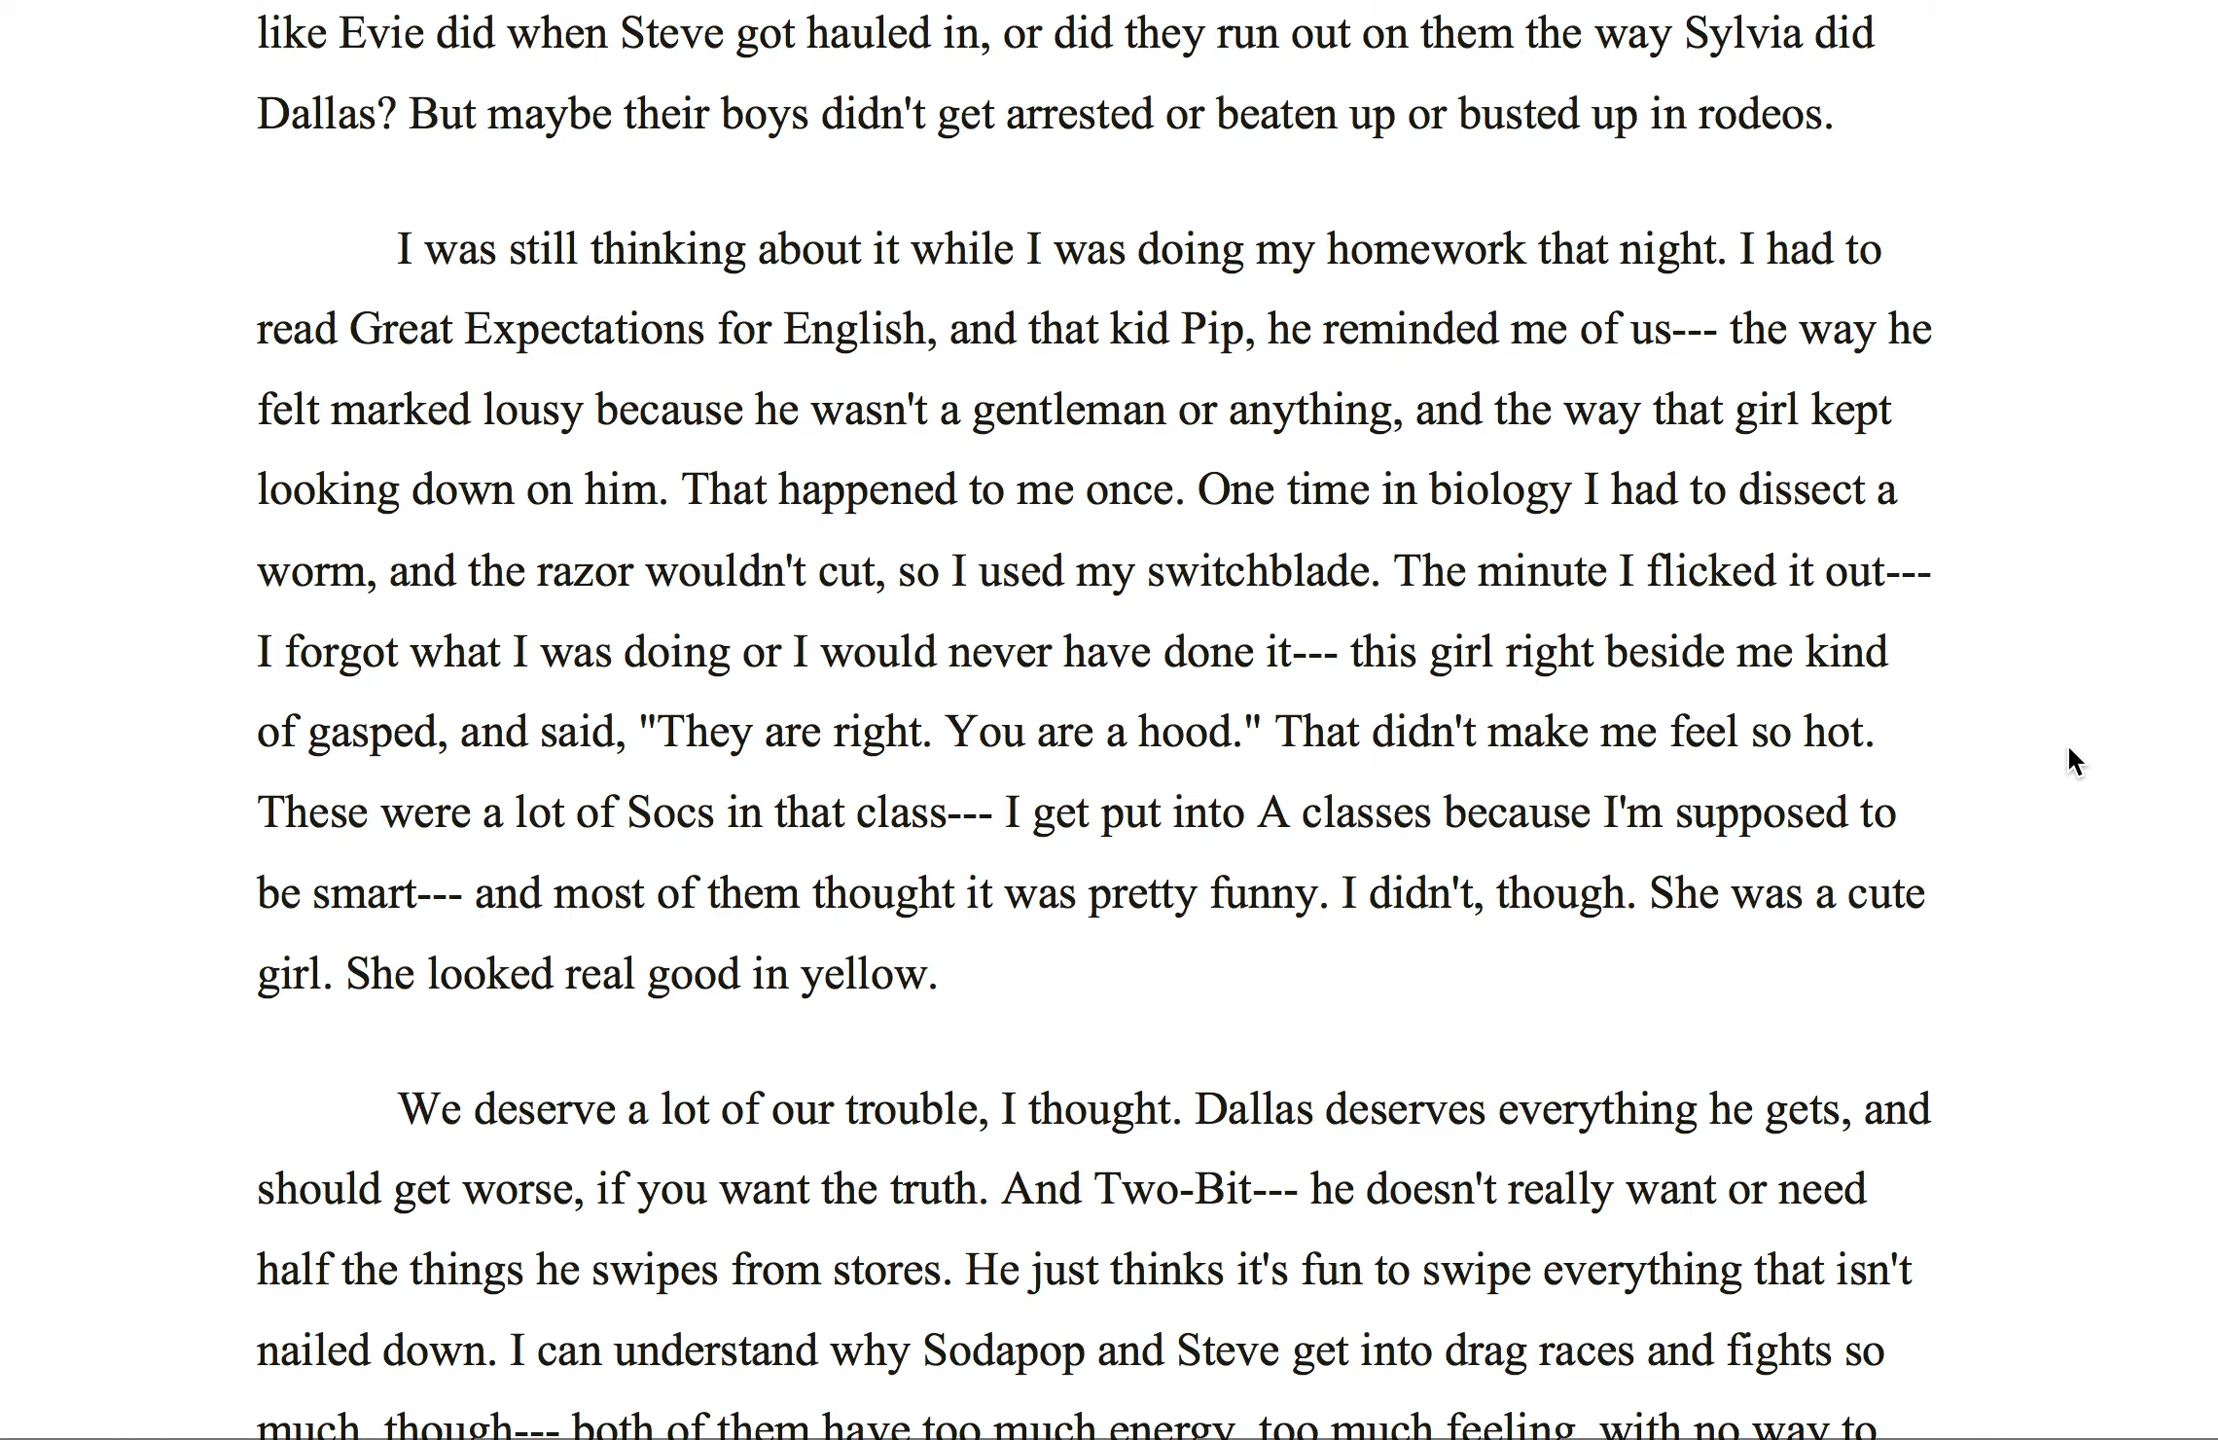 like Evie did when Steve got hauled in, or did they run out on them the way Sylvia did
Dallas? But maybe their boys didn't get arrested or beaten up or busted up in rodeos.
I was still thinking about it while I was doing my homework that night. I had to
read Great Expectations for English, and that kid Pip, he reminded me of us--- the way he
felt marked lousy because he wasn't a gentleman or anything, and the way that girl kept
looking down on him. That happened to me once. One time in biology I had to dissect a
worm, and the razor wouldn't cut, so I used my switchblade. The minute I flicked it out---
I forgot what I was doing or I would never have done it--- this girl right beside me kind
of gasped, and said, "They are right. You are a hood." That didn't make me feel so hot.
These were a lot of Socs in that class--- I get put into A classes because I'm supposed to
be smart--- and most of them thought it was pretty funny. I didn't, though. She was a cute
girl. She looked real good in yellow.
We deserve a lot of our trouble, I thought. Dallas deserves everything he gets, and
should get worse, if you want the truth. And Two-Bit--- he doesn't really want or need
half the things he swipes from stores. He just thinks it's fun to swipe everything that isn't
nailed down. I can understand why Sodapop and Steve get into drag races and fights so
much, though--- both of them have too much energy, too much feeling, with no way to